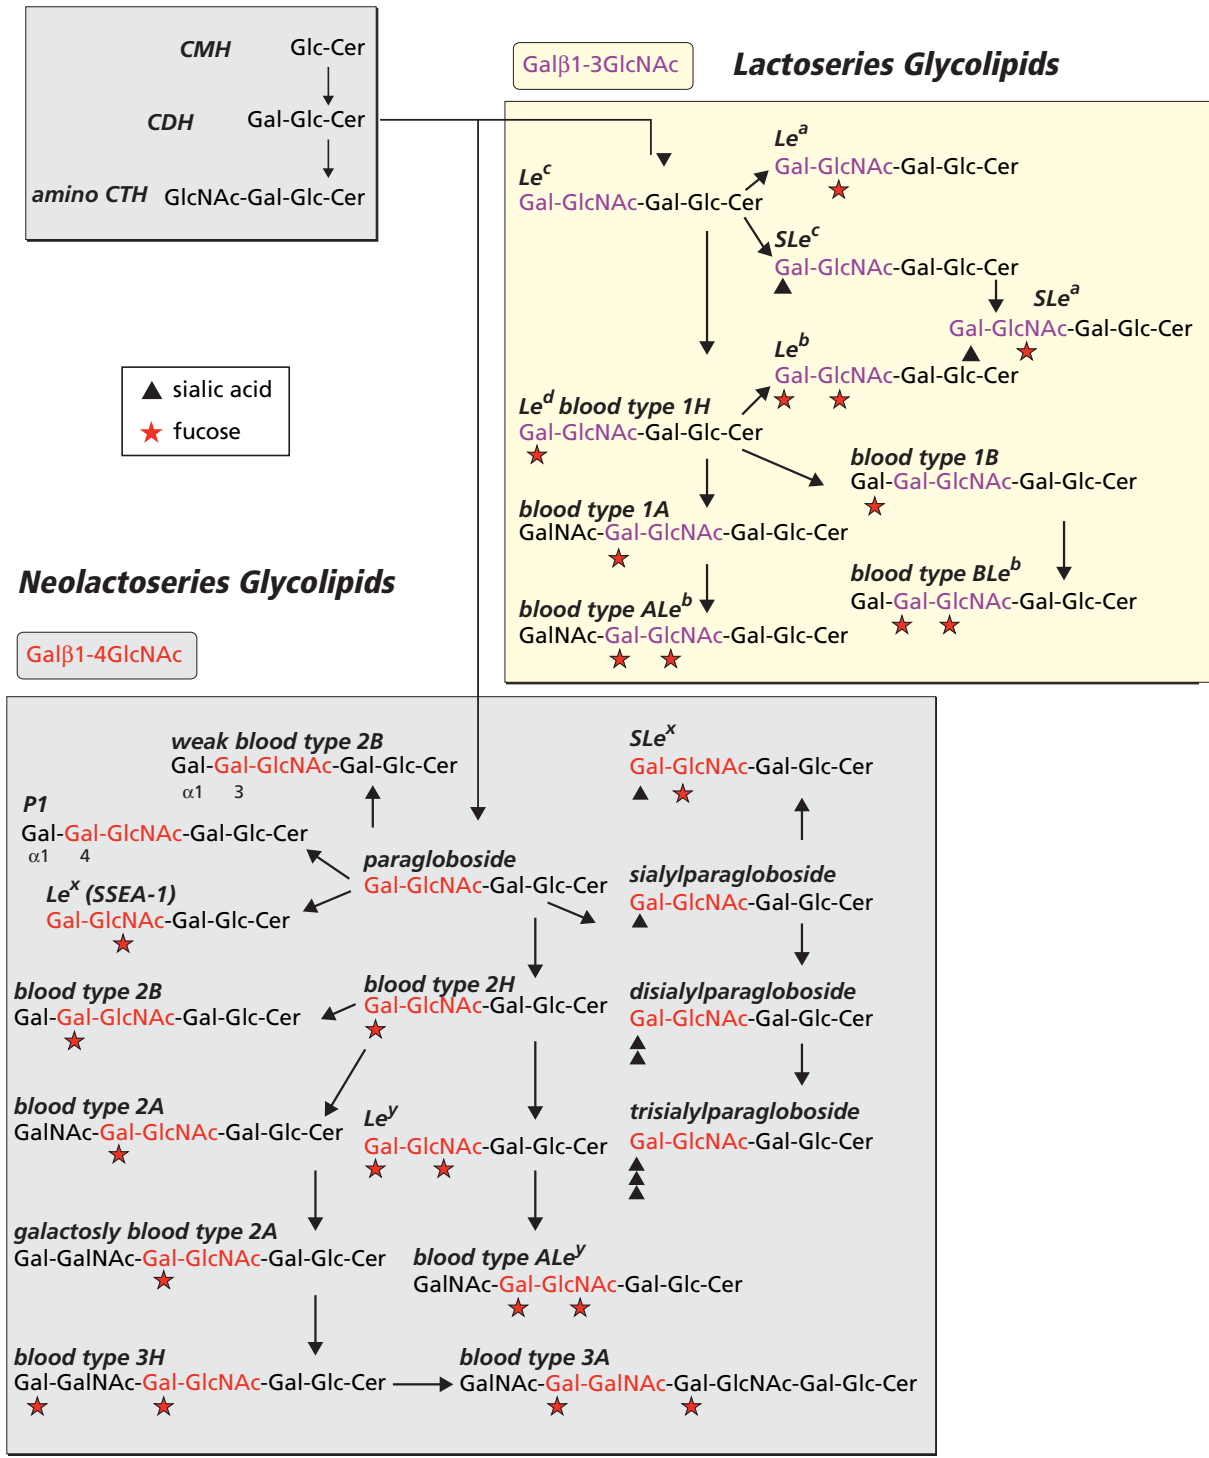 CMH Glc-Cer
CDH Gal-Glc-Cer
amino CTH GlcNAc-Gal-Glc-Cer
Galβ1-3GlcNAc
Lactoseries Glycolipids
Le^a
Gal-GlcNAc-Gal-Glc-Cer
Le^c
Gal-GlcNAc-Gal-Glc-Cer
SLe^c
Gal-GlcNAc-Gal-Glc-Cer
SLe^a
Gal-GlcNAc-Gal-Glc-Cer
Le^b
Gal-GlcNAc-Gal-Glc-Cer
Le^d blood type 1H
Gal-GlcNAc-Gal-Glc-Cer
blood type 1B
Gal-Gal-GlcNAc-Gal-Glc-Cer
blood type 1A
GalNAc-Gal-GlcNAc-Gal-Glc-Cer
blood type BLe^b
Gal-Gal-GlcNAc-Gal-Glc-Cer
blood type ALe^b
GalNAc-Gal-GlcNAc-Gal-Glc-Cer
sialic acid
fucose
Neolactoseries Glycolipids
Galβ1-4GlcNAc
weak blood type 2B
Gal-Gal-GlcNAc-Gal-Glc-Cer
α1 3
P1
Gal-Gal-GlcNAc-Gal-Glc-Cer
α1 4
Le^x (SSEA-1)
Gal-GlcNAc-Gal-Glc-Cer
paragloboside
Gal-GlcNAc-Gal-Glc-Cer
SLe^x
Gal-GlcNAc-Gal-Glc-Cer
sialylparagloboside
Gal-GlcNAc-Gal-Glc-Cer
blood type 2B
Gal-Gal-GlcNAc-Gal-Glc-Cer
blood type 2H
Gal-GlcNAc-Gal-Glc-Cer
disialylparagloboside
Gal-GlcNAc-Gal-Glc-Cer
blood type 2A
GalNAc-Gal-GlcNAc-Gal-Glc-Cer
Le^y
Gal-GlcNAc-Gal-Glc-Cer
trisialylparagloboside
Gal-GlcNAc-Gal-Glc-Cer
galactosly blood type 2A
Gal-GalNAc-Gal-GlcNAc-Gal-Glc-Cer
blood type ALe^y
GalNAc-Gal-GlcNAc-Gal-Glc-Cer
blood type 3H
Gal-GalNAc-Gal-GlcNAc-Gal-Glc-Cer
blood type 3A
GalNAc-Gal-GalNAc-Gal-GlcNAc-Gal-Glc-Cer